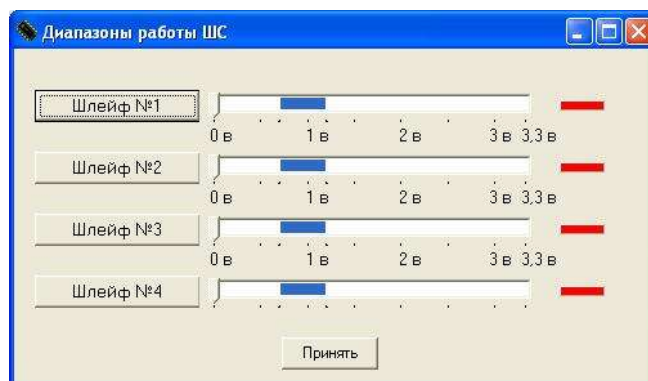 Диапазоны работы ШС
Шлейф №1
0 в 1 в 2 в 3 в 3,3 в
Шлейф №2
0 в 1 в 2 в 3 в 3,3 в
Шлейф №3
0 в 1 в 2 в 3 в 3,3 в
Шлейф №4
Принять